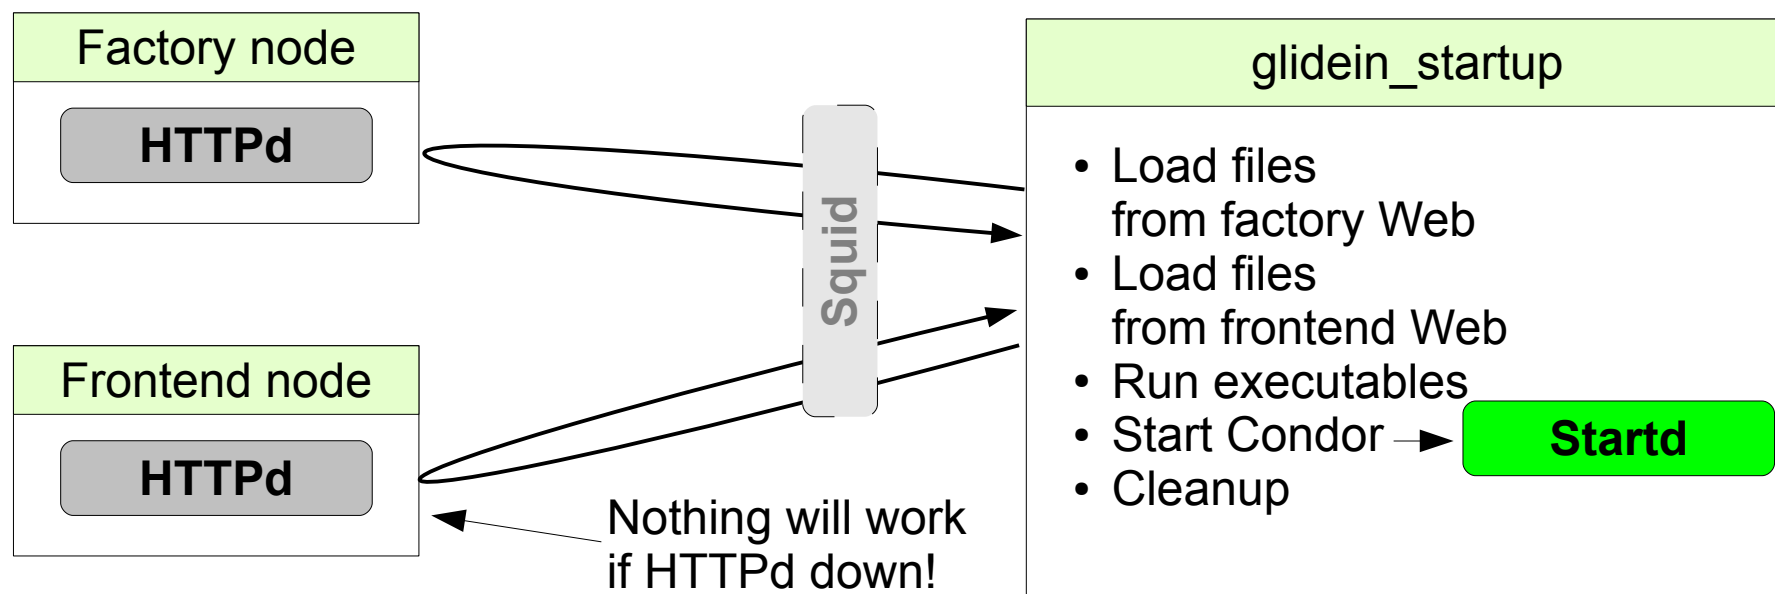 Factory node
HTTPd
Squid
Frontend node
HTTPd
Nothing will work
if HTTPd down!
glidein_startup
• Load files
from factory Web
• Load files
from frontend Web
• Run executables
• Start Condor
Startd
• Cleanup